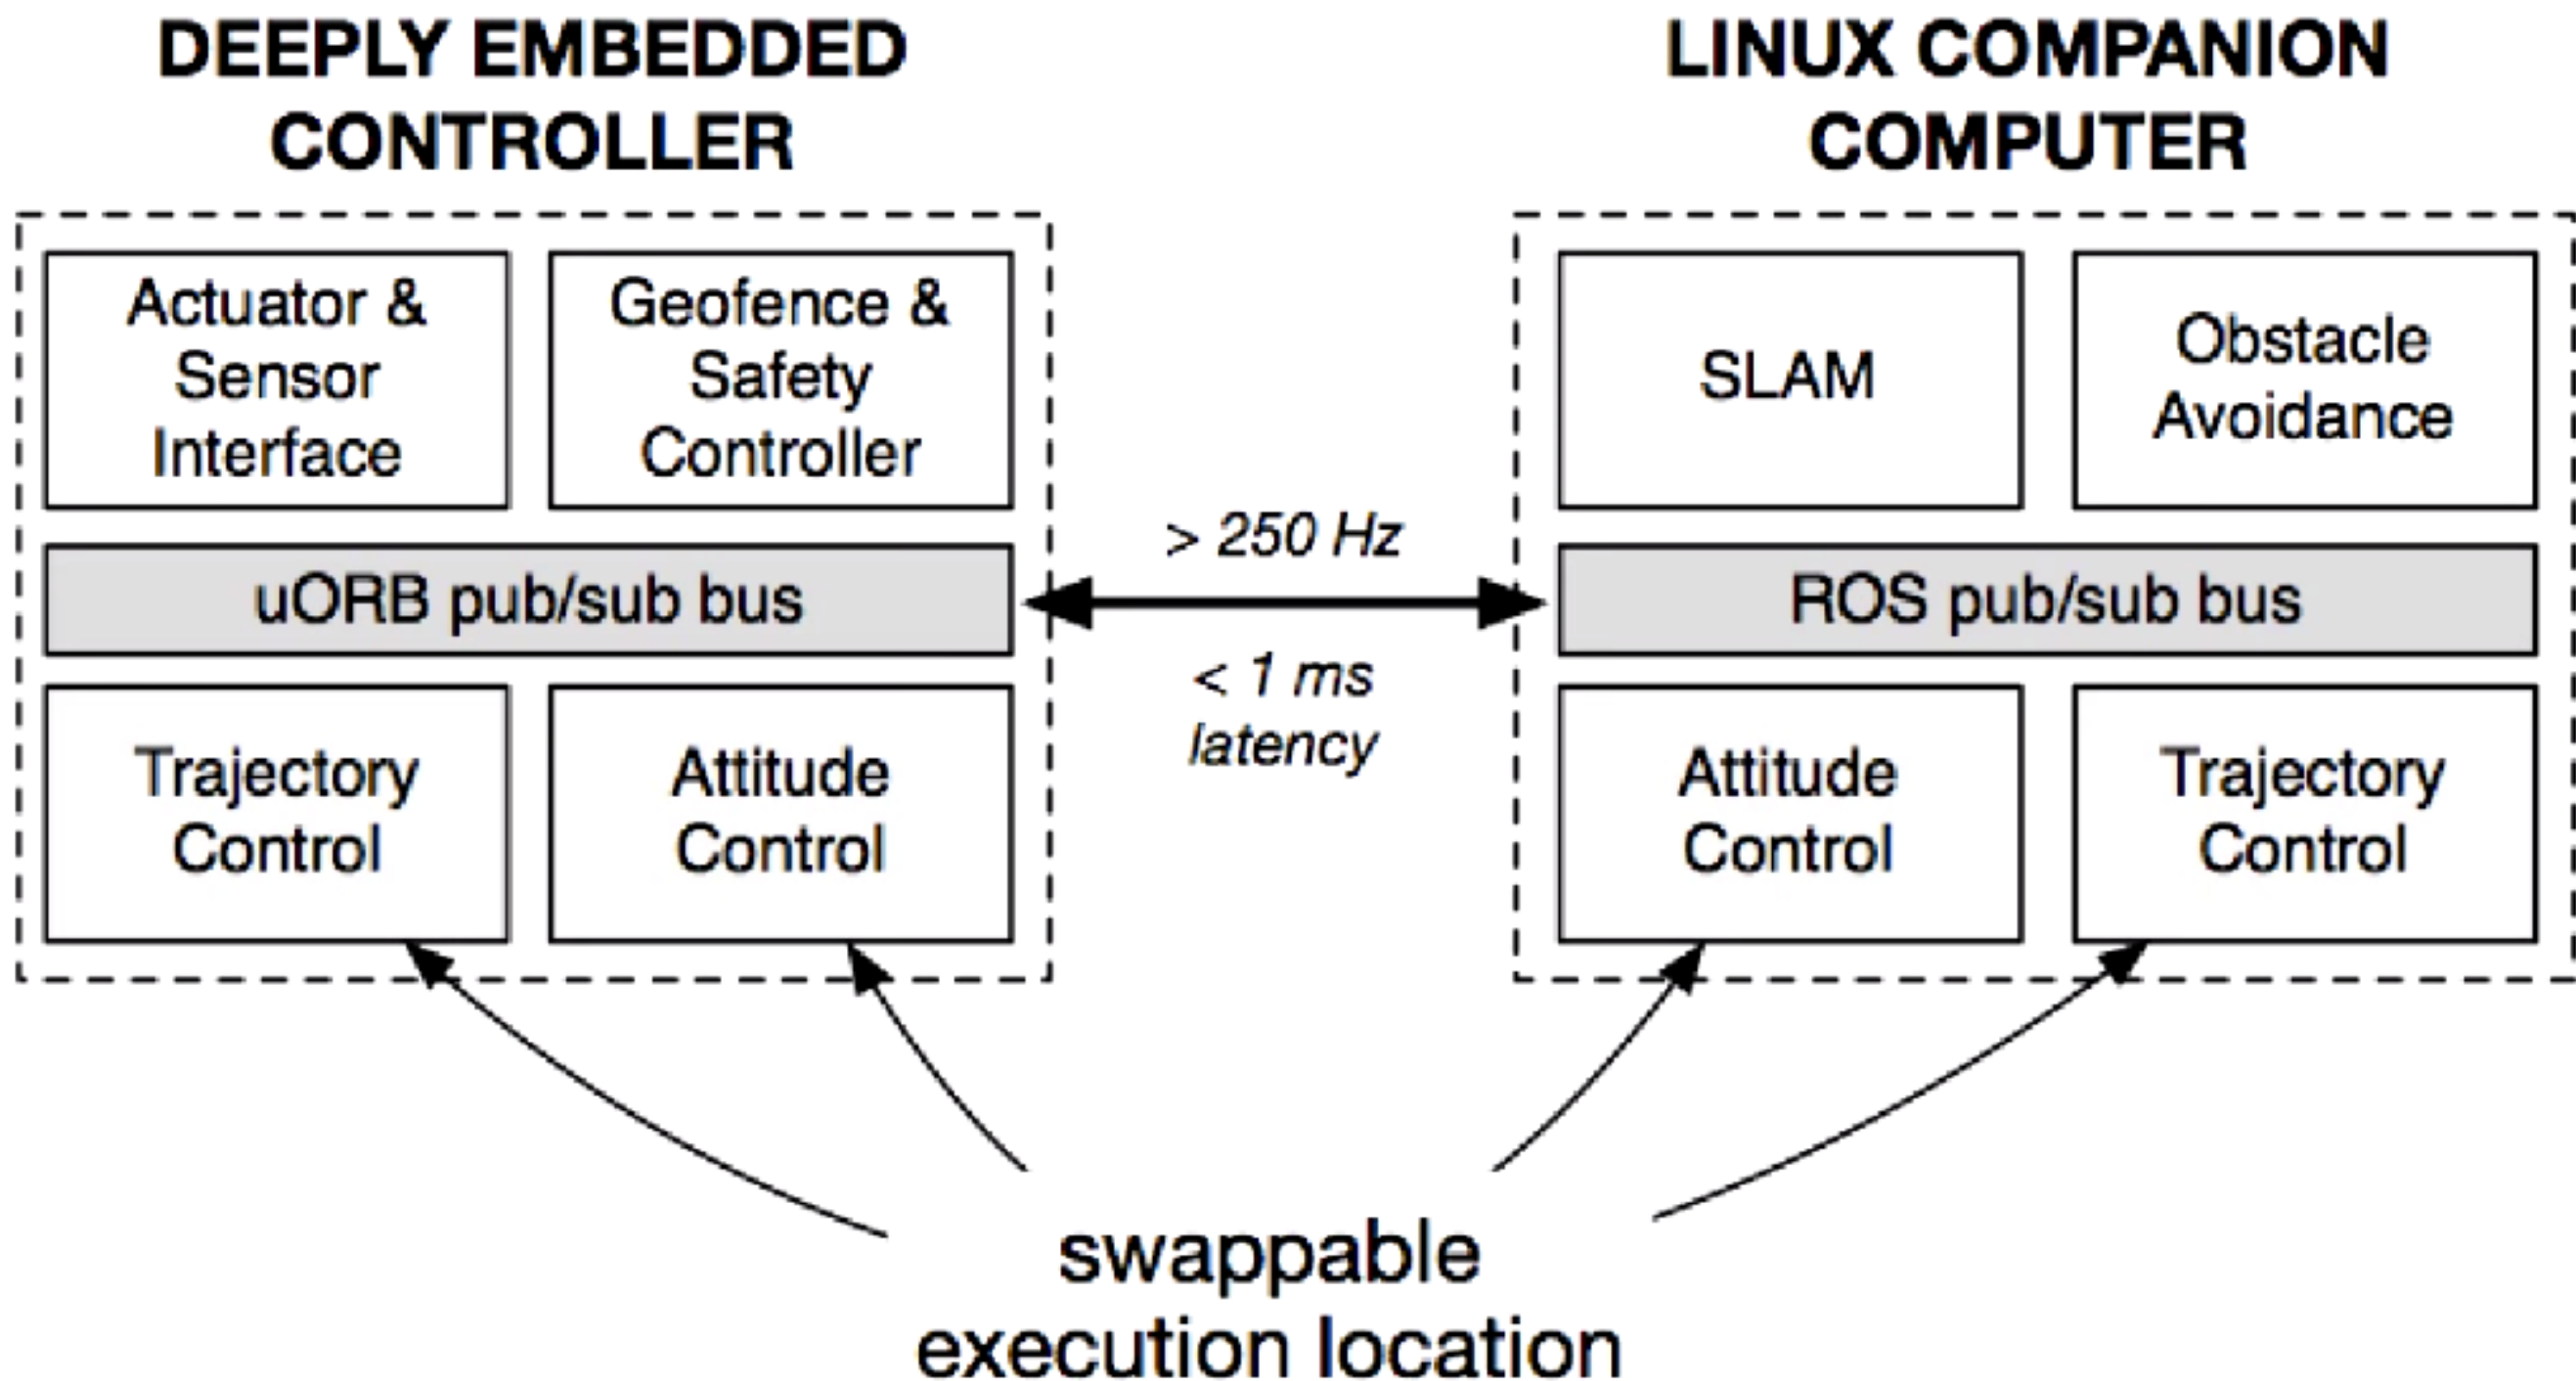 DEEPLY EMBEDDED
CONTROLLER
Actuator &
Sensor
Interface
Geofence &
Safety
Controller
uORB pub/sub bus
Trajectory
Control
Attitude
Control
> 250 Hz
< 1 ms
latency
LINUX COMPANION
COMPUTER
SLAM
Obstacle
Avoidance
ROS pub/sub bus
Attitude
Control
Trajectory
Control
swappable
execution location